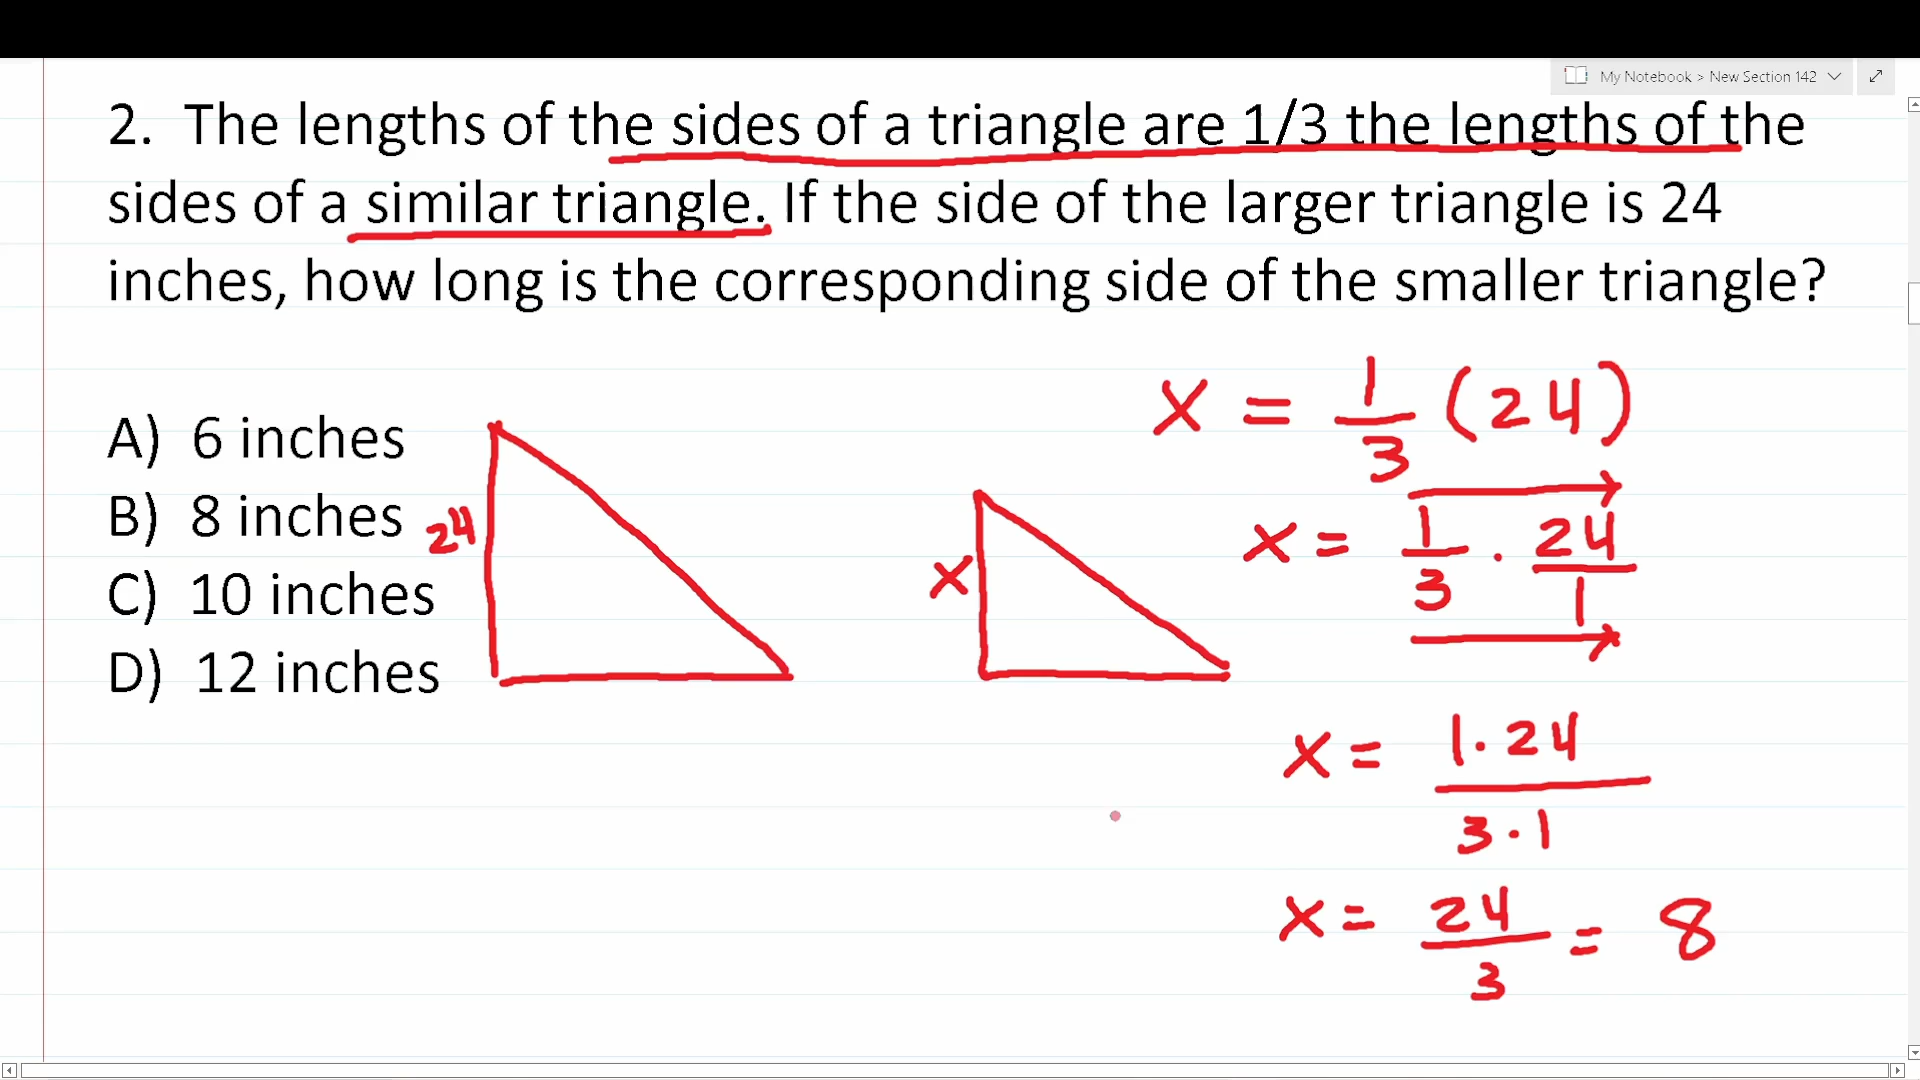 My Notebook > New Section 142
2. The lengths of the sides of a triangle are 1/3 the lengths of the
sides of a similar triangle. If the side of the larger triangle is 24
inches, how long is the corresponding side of the smaller triangle?
A) 6 inches
B) 8 inches
C) 10 inches
D) 12 inches
24
x
x = 1/3 (24)
x = 1/3 · 24/1
x = 1·24/3·1
x = 24/3 = 8